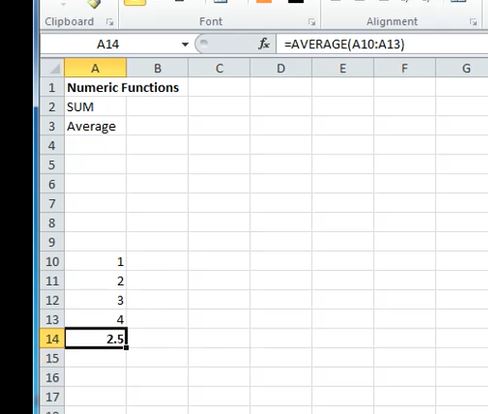 Clipboard Font Alignment
A14 fx =AVERAGE(A10:A13)
A B C D E F G
1 Numeric Functions
2 SUM
3 Average
4
5
6
7
8
9
10 1
11 2
12 3
13 4
14 2.5
15
16
17